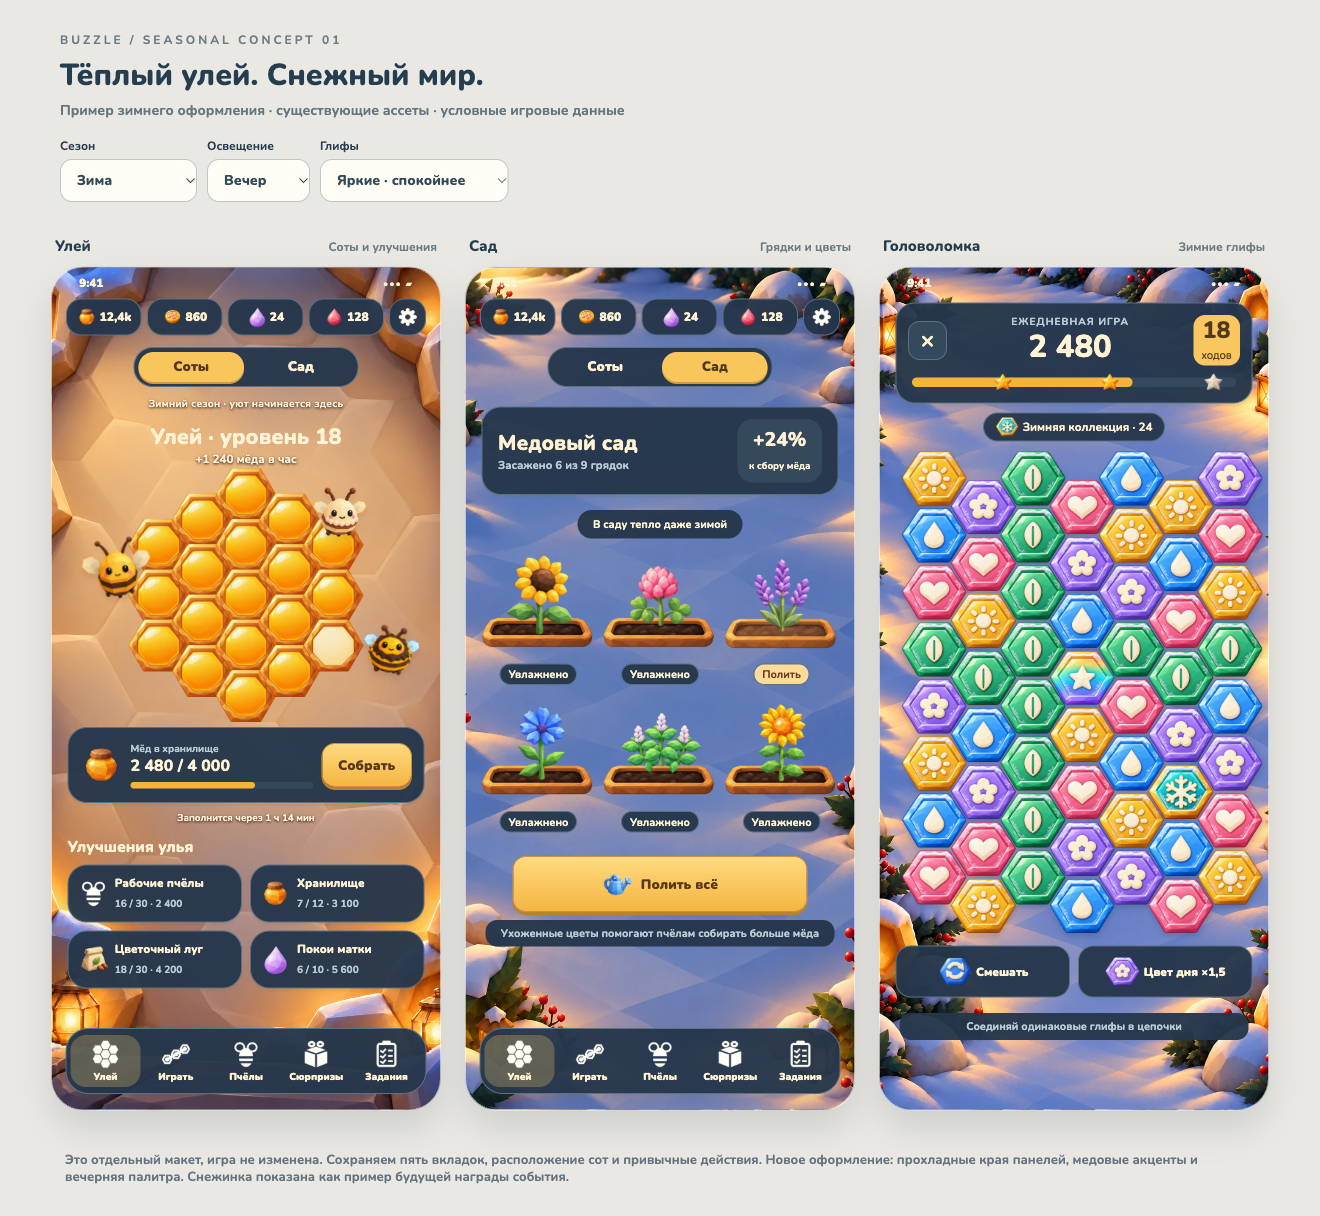 BUZZLE / SEASONAL CONCEPT 01
Тёплый улей. Снежный мир.
Пример зимнего оформления · существующие ассеты · условные игровые данные
Сезон
Освещение
Глифы
Зима
Вечер
Яркие · спокойнее
Улей
Соты и улучшения
9:41
12,4k
860
24
128
Соты
Сад
Зимний сезон · уют начинается здесь
Улей · уровень 18
+1 240 мёда в час
Мёд в хранилище
2 480 / 4 000
Собрать
Заполнится через 1 ч 14 мин
Улучшения улья
Рабочие пчёлы
16 / 30 · 2 400
Хранилище
7 / 12 · 3 100
Цветочный луг
18 / 30 · 4 200
Покои матки
6 / 10 · 5 600
Улей
Играть
Пчёлы
Сюрпризы
Задания
Сад
Грядки и цветы
12,4k
860
24
128
Соты
Сад
Медовый сад
Засажено 6 из 9 грядок
+24%
к сбору мёда
В саду тепло даже зимой
Увлажнено
Увлажнено
Полить
Увлажнено
Увлажнено
Увлажнено
Полить всё
Ухоженные цветы помогают пчёлам собирать больше мёда
Улей
Играть
Пчёлы
Сюрпризы
Задания
Головоломка
Зимние глифы
9:41
ЕЖЕДНЕВНАЯ ИГРА
2 480
18
ходов
Зимняя коллекция · 24
Смешать
Цвет дня ×1,5
Соединяй одинаковые глифы в цепочки
Это отдельный макет, игра не изменена. Сохраняем пять вкладок, расположение сот и привычные действия. Новое оформление: прохладные края панелей, медовые акценты и
вечерняя палитра. Снежинка показана как пример будущей награды события.